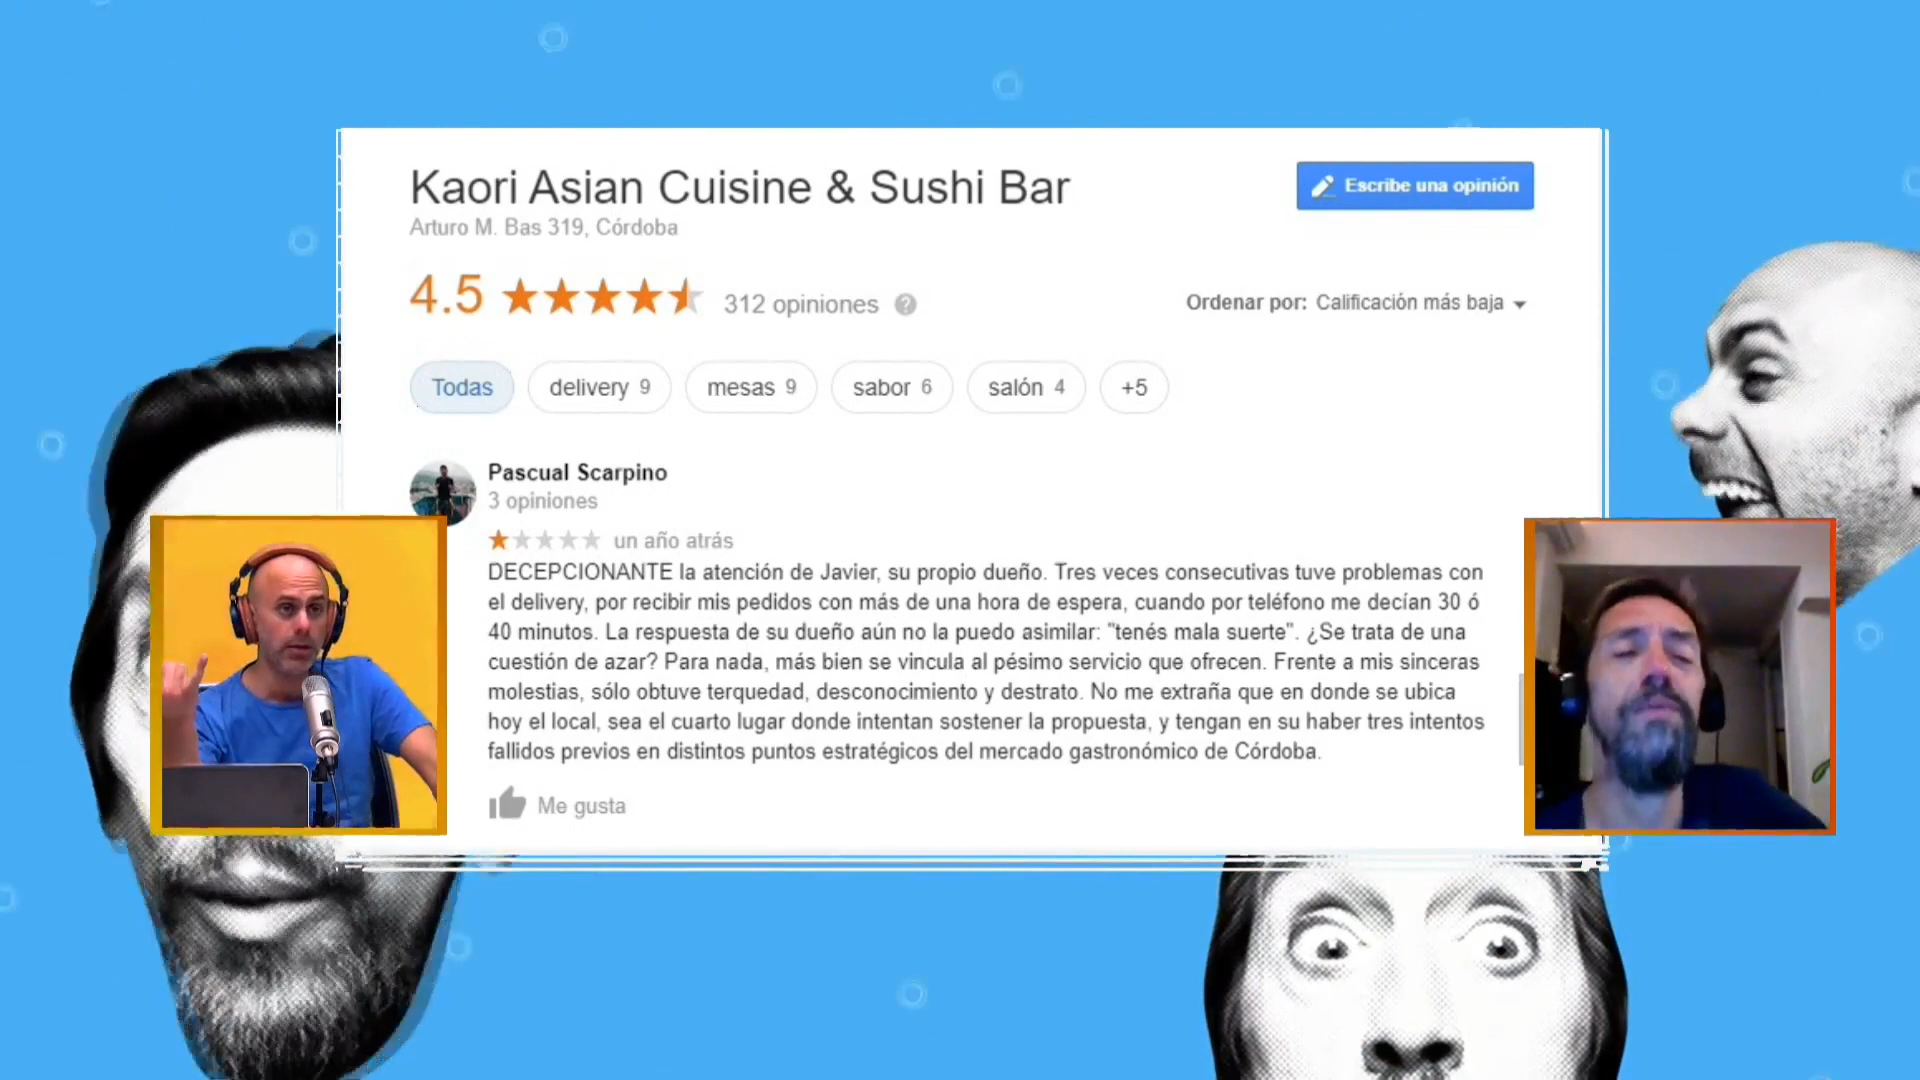 Kaori Asian Cuisine & Sushi Bar
Escribe una opinión
Arturo M. Bas 319, Córdoba
4.5
312 opiniones
?
Ordenar por: Calificación más baja
Todas
delivery 9
mesas 9
sabor 6
salón 4
+5
Pascual Scarpino
3 opiniones
un año atrás
DECEPCIONANTE la atención de Javier, su propio dueño. Tres veces consecutivas tuve problemas con
el delivery, por recibir mis pedidos con más de una hora de espera, cuando por teléfono me decían 30 ó
40 minutos. La respuesta de su dueño aún no la puedo asimilar: "tenés mala suerte". ¿Se trata de una
cuestión de azar? Para nada, más bien se vincula al pésimo servicio que ofrecen. Frente a mis sinceras
molestias, sólo obtuve terquedad, desconocimiento y destrato. No me extraña que en donde se ubica
hoy el local, sea el cuarto lugar donde intentan sostener la propuesta, y tengan en su haber tres intentos
fallidos previos en distintos puntos estratégicos del mercado gastronómico de Córdoba.
Me gusta